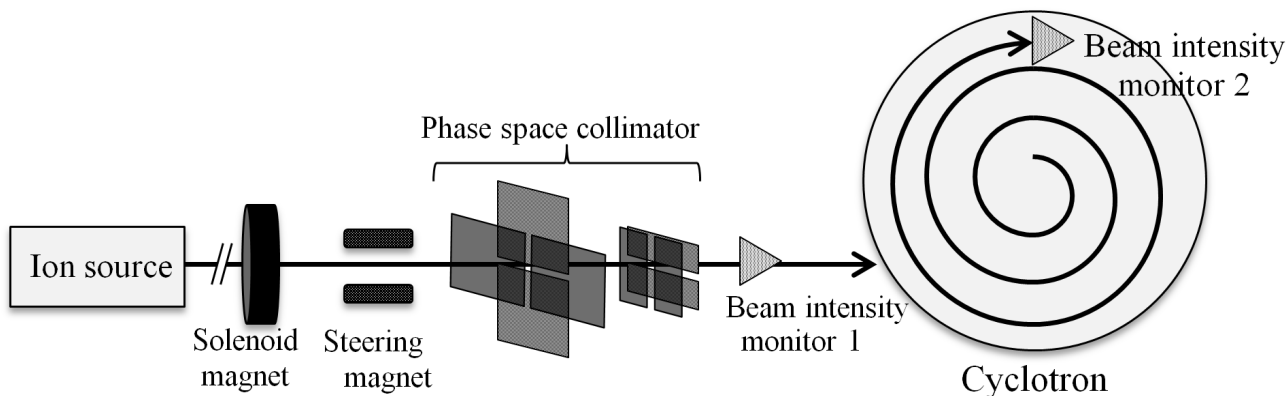 Beam intensity
monitor 2
Phase space collimator
Ion source
Solenoid
magnet
Steering
magnet
Beam intensity
monitor 1
Cyclotron